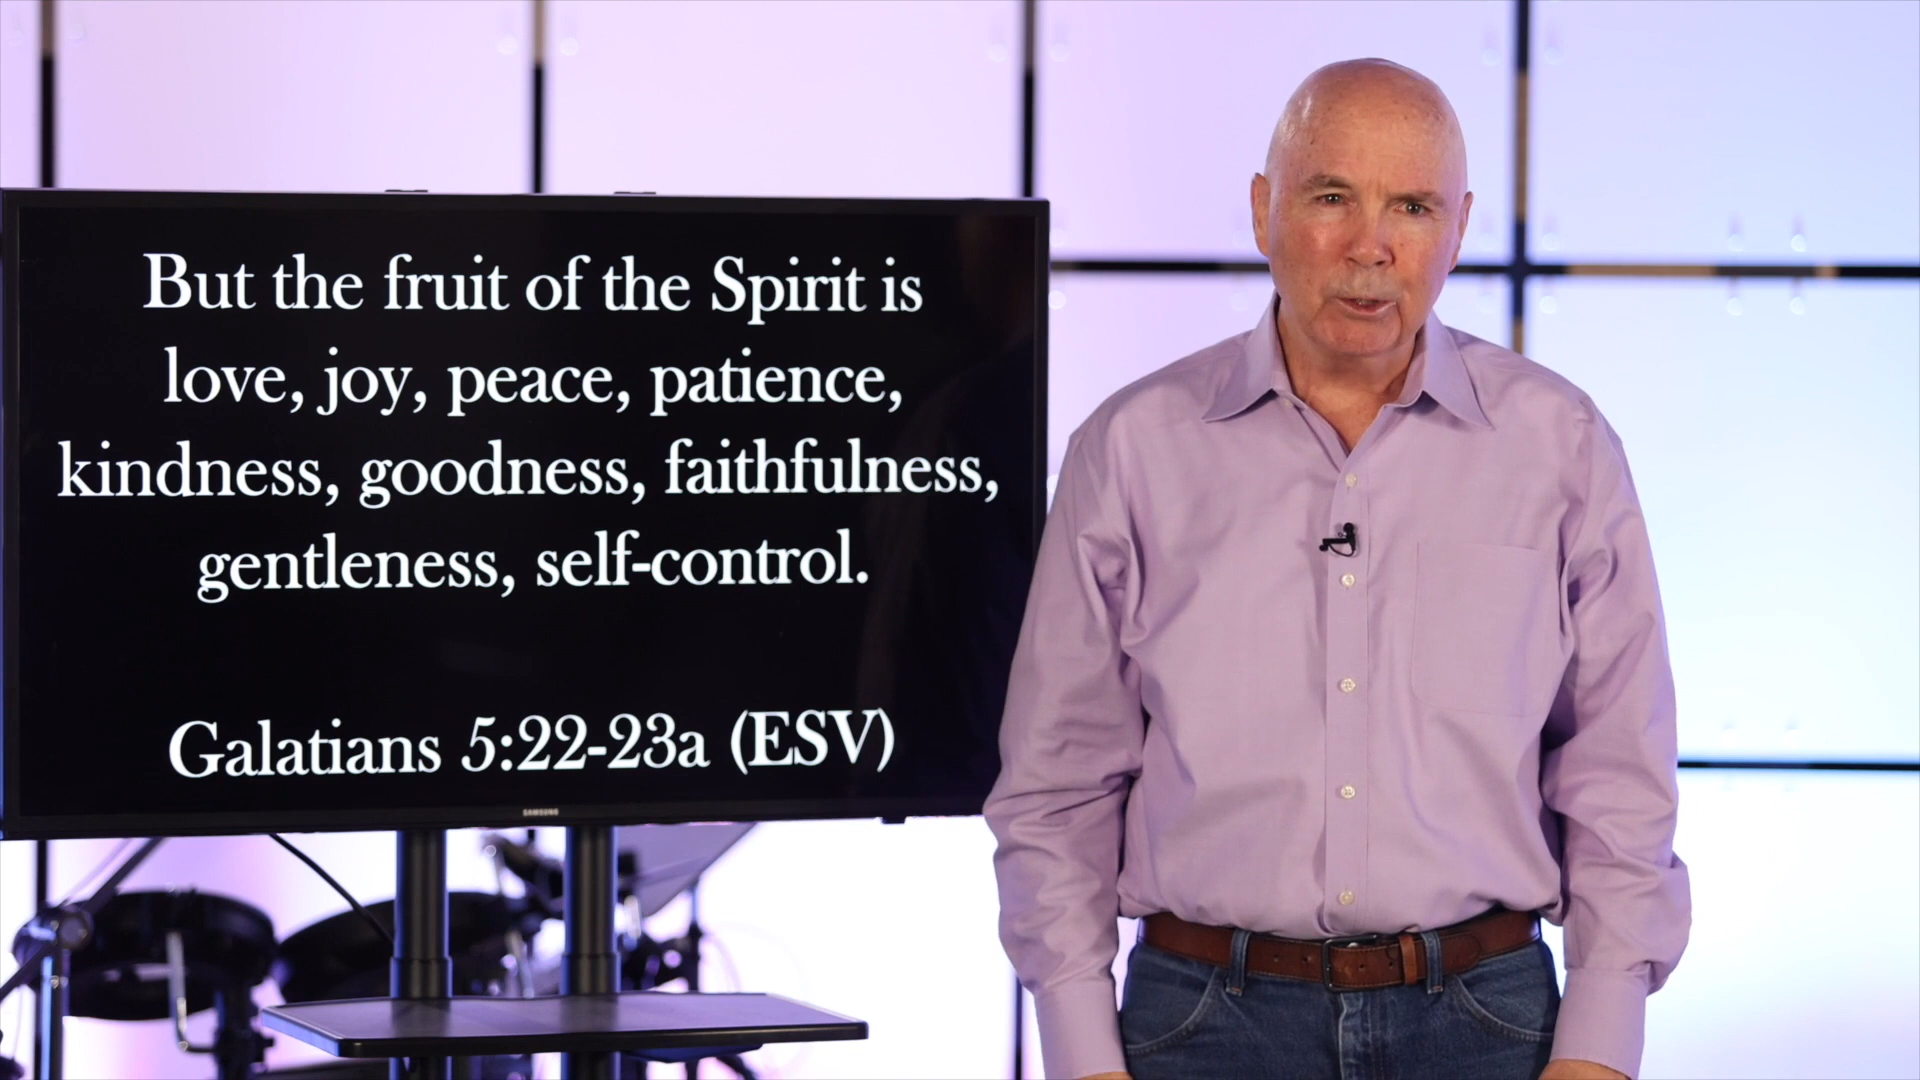 But the fruit of the Spirit is
love, joy, peace, patience,
kindness, goodness, faithfulness,
gentleness, self-control.
Galatians 5:22-23a (ESV)
SAMSUNG